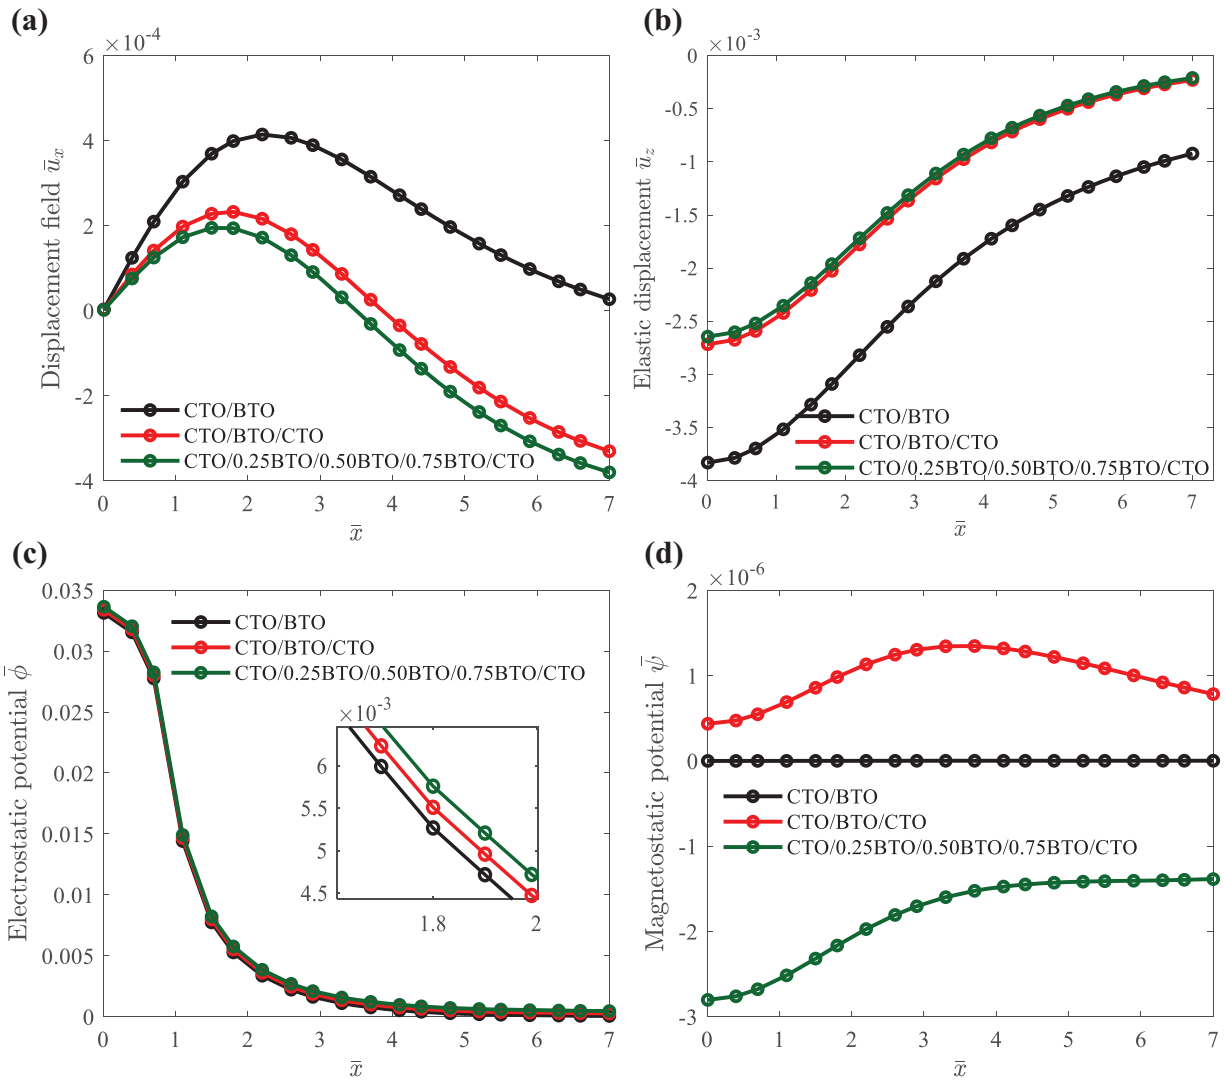 (a)
×10⁻⁴
6
4
2
0
-2
-4
Displacement field ūₓ
CTO/BTO
CTO/BTO/CTO
CTO/0.25BTO/0.50BTO/0.75BTO/CTO
0 1 2 3 4 5 6 7
x̄
(b)
×10⁻³
0
-0.5
-1
-1.5
-2
-2.5
-3
-3.5
-4
Elastic displacement ū_z
CTO/BTO
CTO/BTO/CTO
CTO/0.25BTO/0.50BTO/0.75BTO/CTO
0 1 2 3 4 5 6 7
x̄
(c)
0.035
0.03
0.025
0.02
0.015
0.01
0.005
0
Electrostatic potential ϕ̄
CTO/BTO
CTO/BTO/CTO
CTO/0.25BTO/0.50BTO/0.75BTO/CTO
×10⁻³
6
5.5
5
4.5
1.8 2
0 1 2 3 4 5 6 7
x̄
(d)
×10⁻⁶
2
1
0
-1
-2
-3
Magnetostatic potential ψ̄
CTO/BTO
CTO/BTO/CTO
CTO/0.25BTO/0.50BTO/0.75BTO/CTO
0 1 2 3 4 5 6 7
x̄